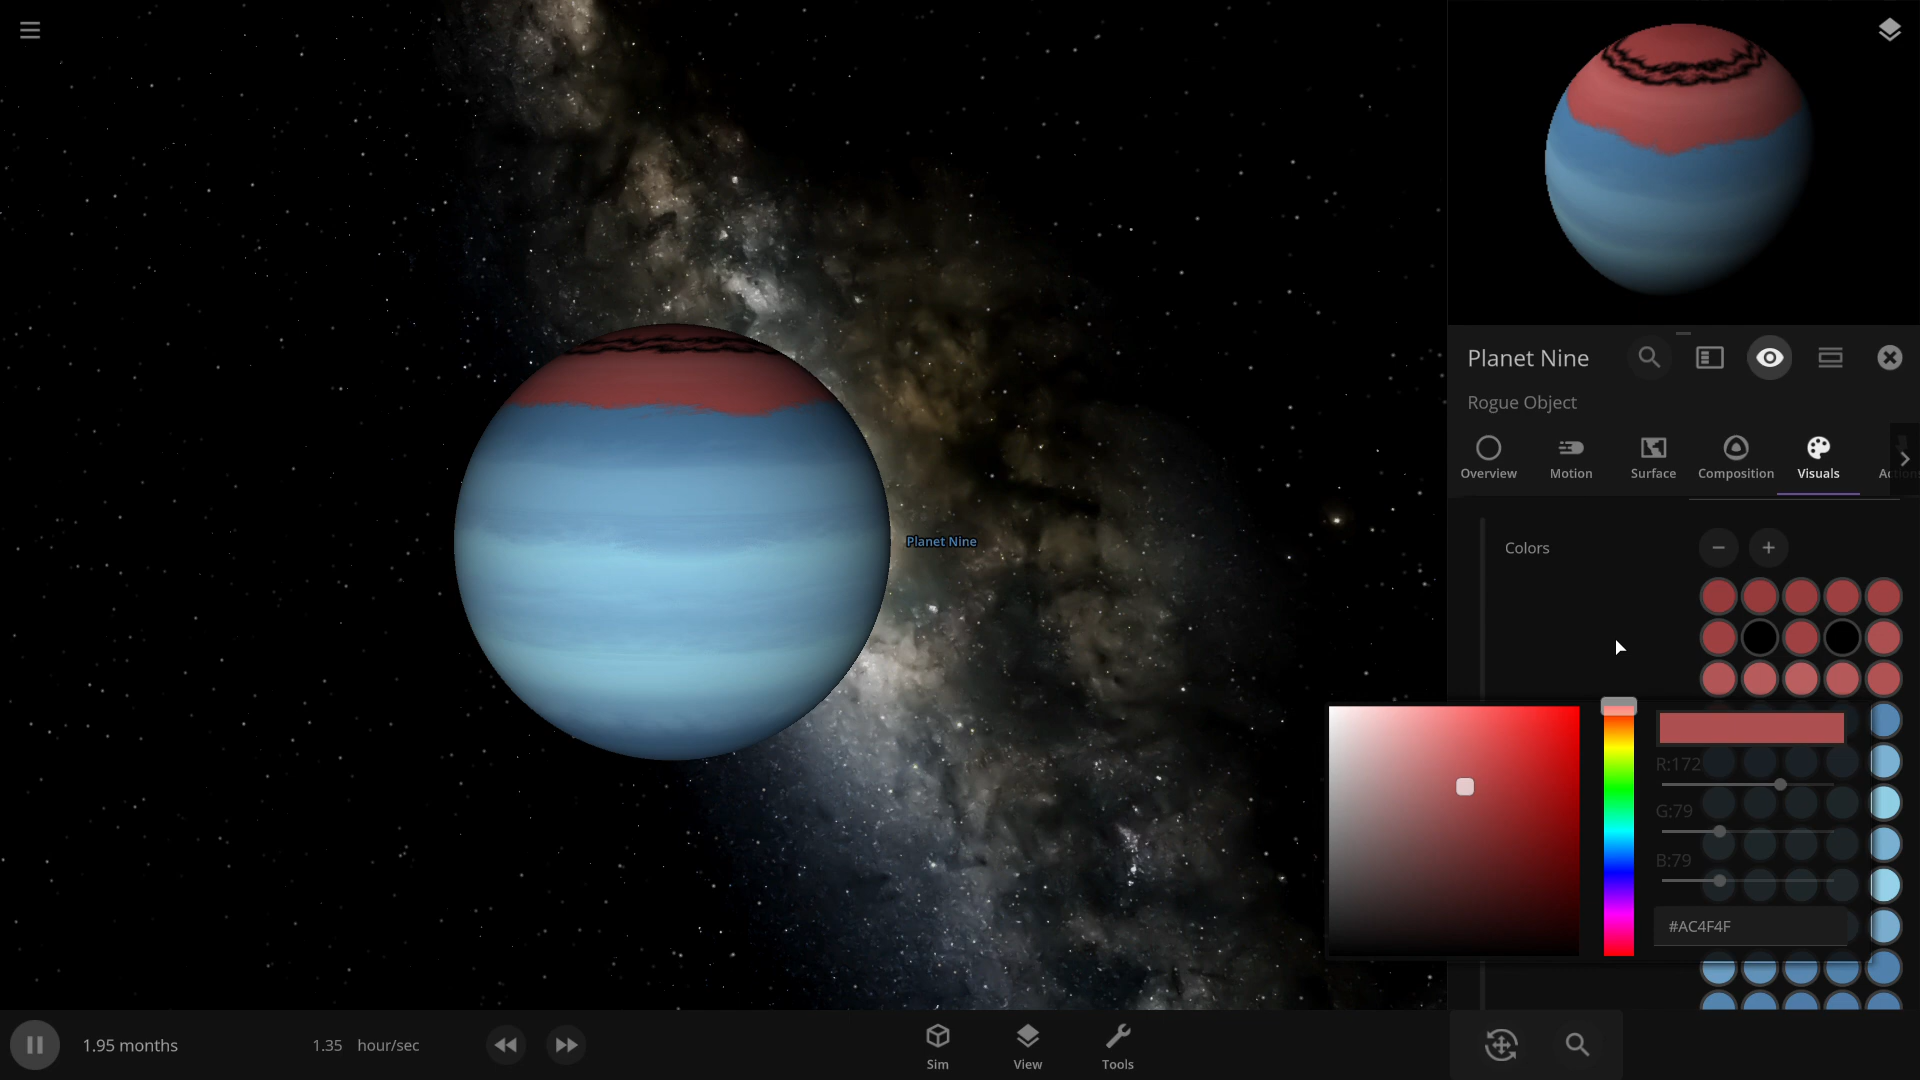 Planet Nine
Rogue Object
Overview
Motion
Surface
Composition
Visuals
Colors
Planet Nine
R:172
G:79
B:79
#AC4F4F
1.95 months
1.35 hour/sec
Sim
View
Tools